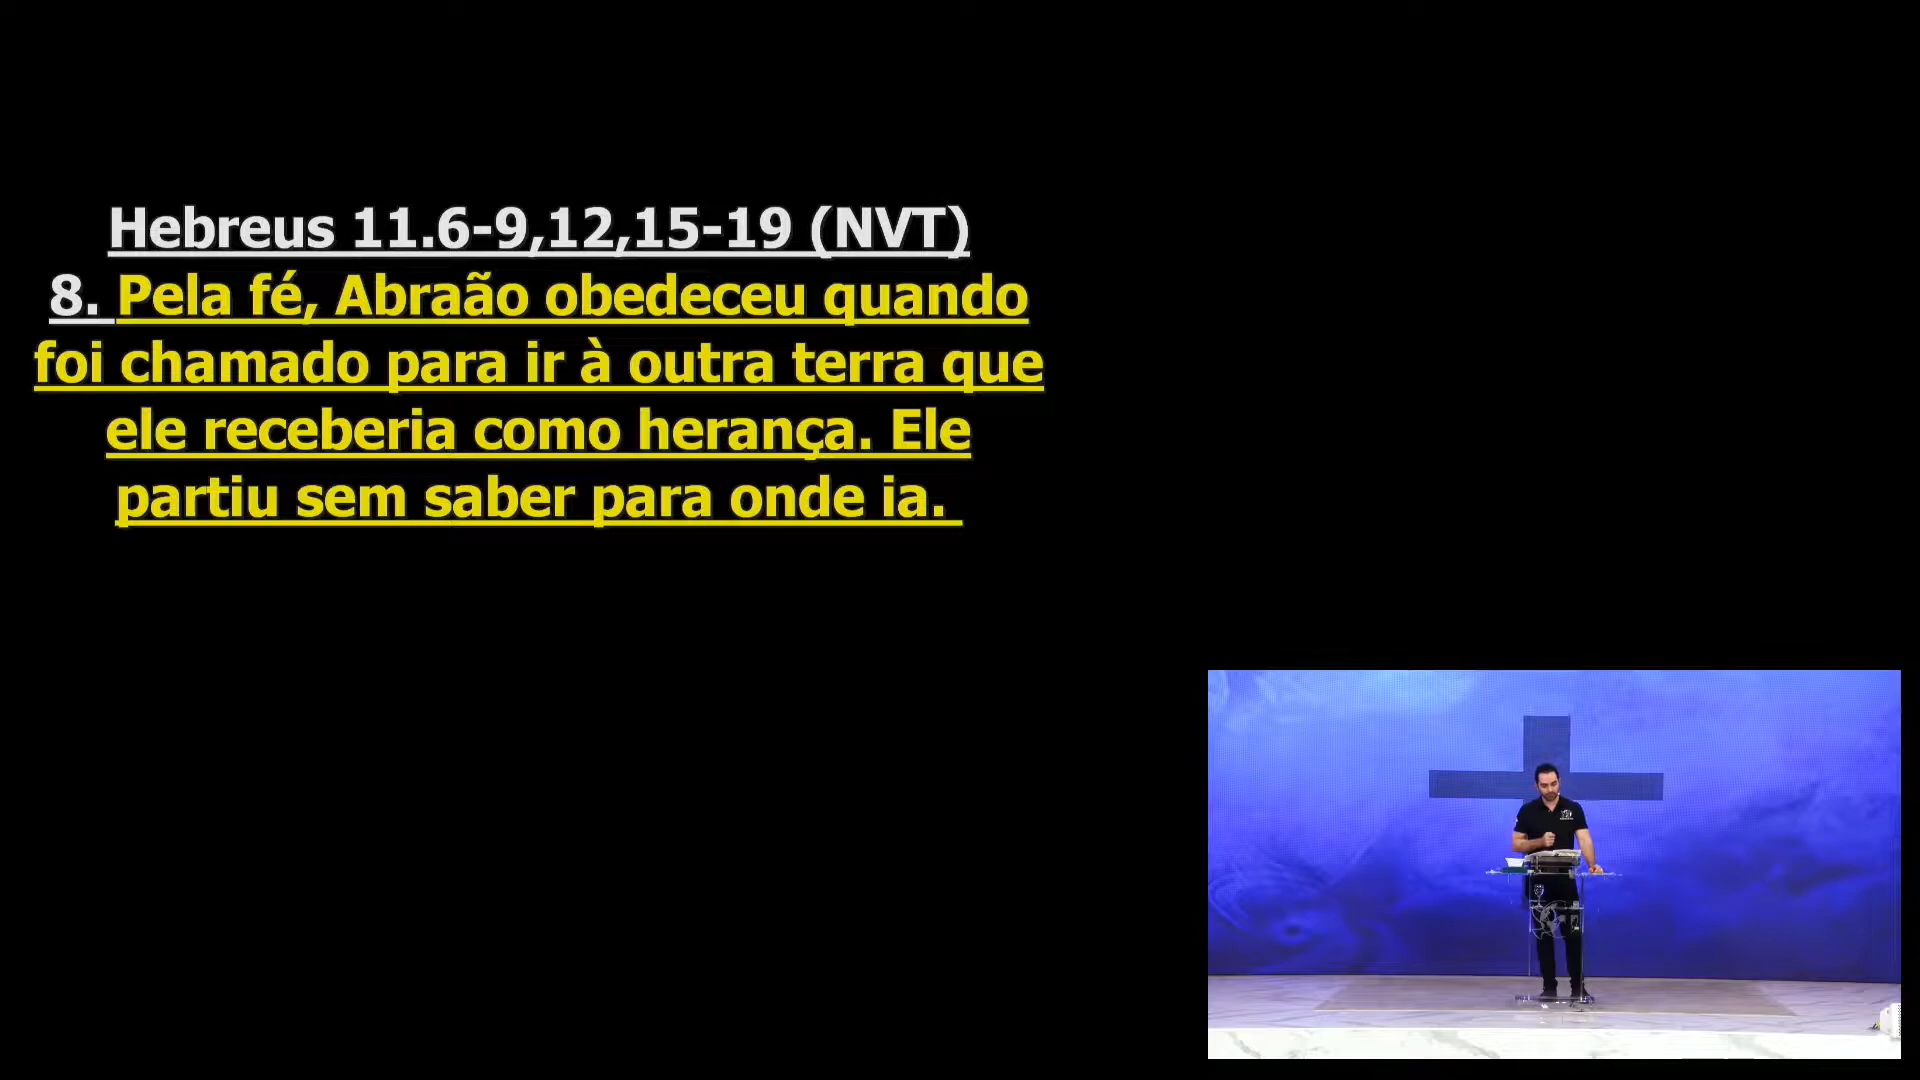 Hebreus 11.6-9,12,15-19 (NVT)
8. Pela fé, Abraão obedeceu quando
foi chamado para ir à outra terra que
ele receberia como herança. Ele
partiu sem saber para onde ia.